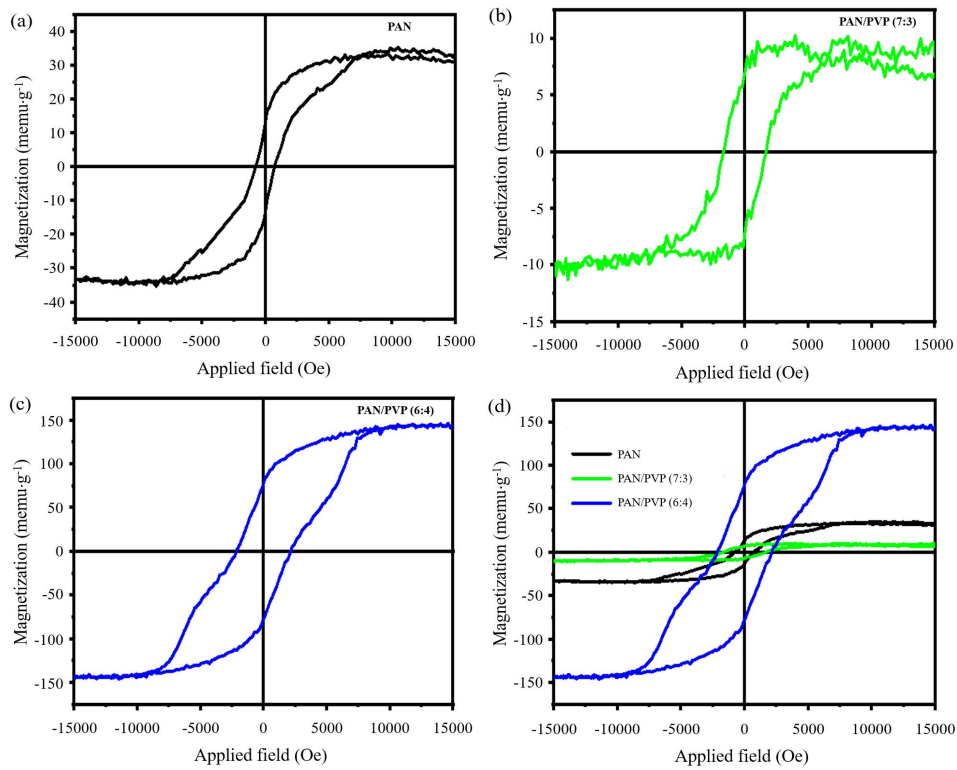 (a)
PAN
40
30
20
10
0
-10
-20
-30
-40
-15000 -10000 -5000 0 5000 10000 15000
Magnetization (memu·g⁻¹)
Applied field (Oe)
(b)
PAN/PVP (7:3)
10
5
0
-5
-10
-15
-15000 -10000 -5000 0 5000 10000 15000
Magnetization (memu·g⁻¹)
Applied field (Oe)
(c)
PAN/PVP (6:4)
150
100
50
0
-50
-100
-150
-15000 -10000 -5000 0 5000 10000 15000
Magnetization (memu·g⁻¹)
Applied field (Oe)
(d)
PAN
PAN/PVP (7:3)
PAN/PVP (6:4)
150
100
50
0
-50
-100
-150
-15000 -10000 -5000 0 5000 10000 15000
Magnetization (memu·g⁻¹)
Applied field (Oe)